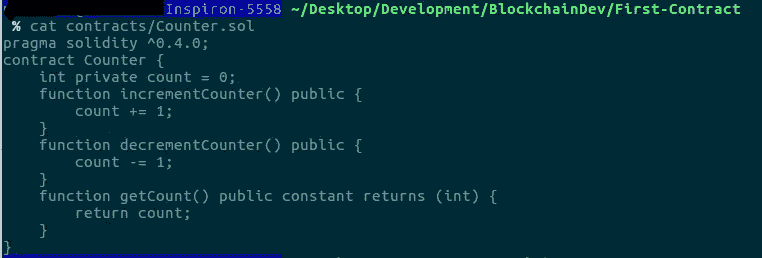 Inspiron-5558 ~/Desktop/Development/BlockchainDev/First-Contract
% cat contracts/Counter.sol
pragma solidity ^0.4.0;
contract Counter {
    int private count = 0;
    function incrementCounter() public {
        count += 1;
    }
    function decrementCounter() public {
        count -= 1;
    }
    function getCount() public constant returns (int) {
        return count;
    }
}